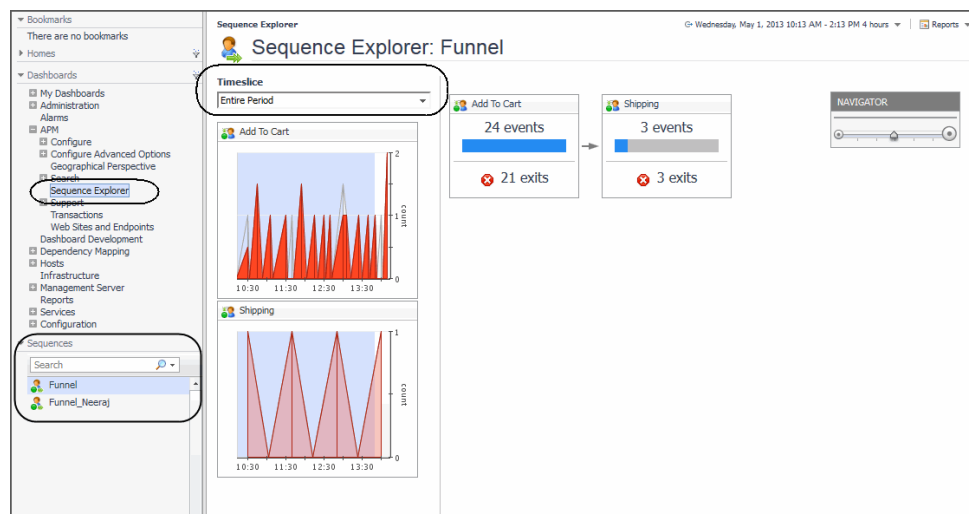 Bookmarks
There are no bookmarks
Homes
Dashboards
My Dashboards
Administration
Alarms
APM
Configure
Configure Advanced Options
Geographical Perspective
Search
Sequence Explorer
Support
Transactions
Web Sites and Endpoints
Dashboard Development
Dependency Mapping
Hosts
Infrastructure
Management Server
Reports
Services
Configuration
Sequences
Search
Funnel
Funnel_Neeraj
Sequence Explorer
Wednesday, May 1, 2013 10:13 AM - 2:13 PM 4 hours
Reports
Sequence Explorer: Funnel
Timeslice
Entire Period
Add To Cart
2
1
0
count
10:30 11:30 12:30 13:30
Shipping
1
0
count
10:30 11:30 12:30 13:30
Add To Cart
24 events
21 exits
Shipping
3 events
3 exits
NAVIGATOR